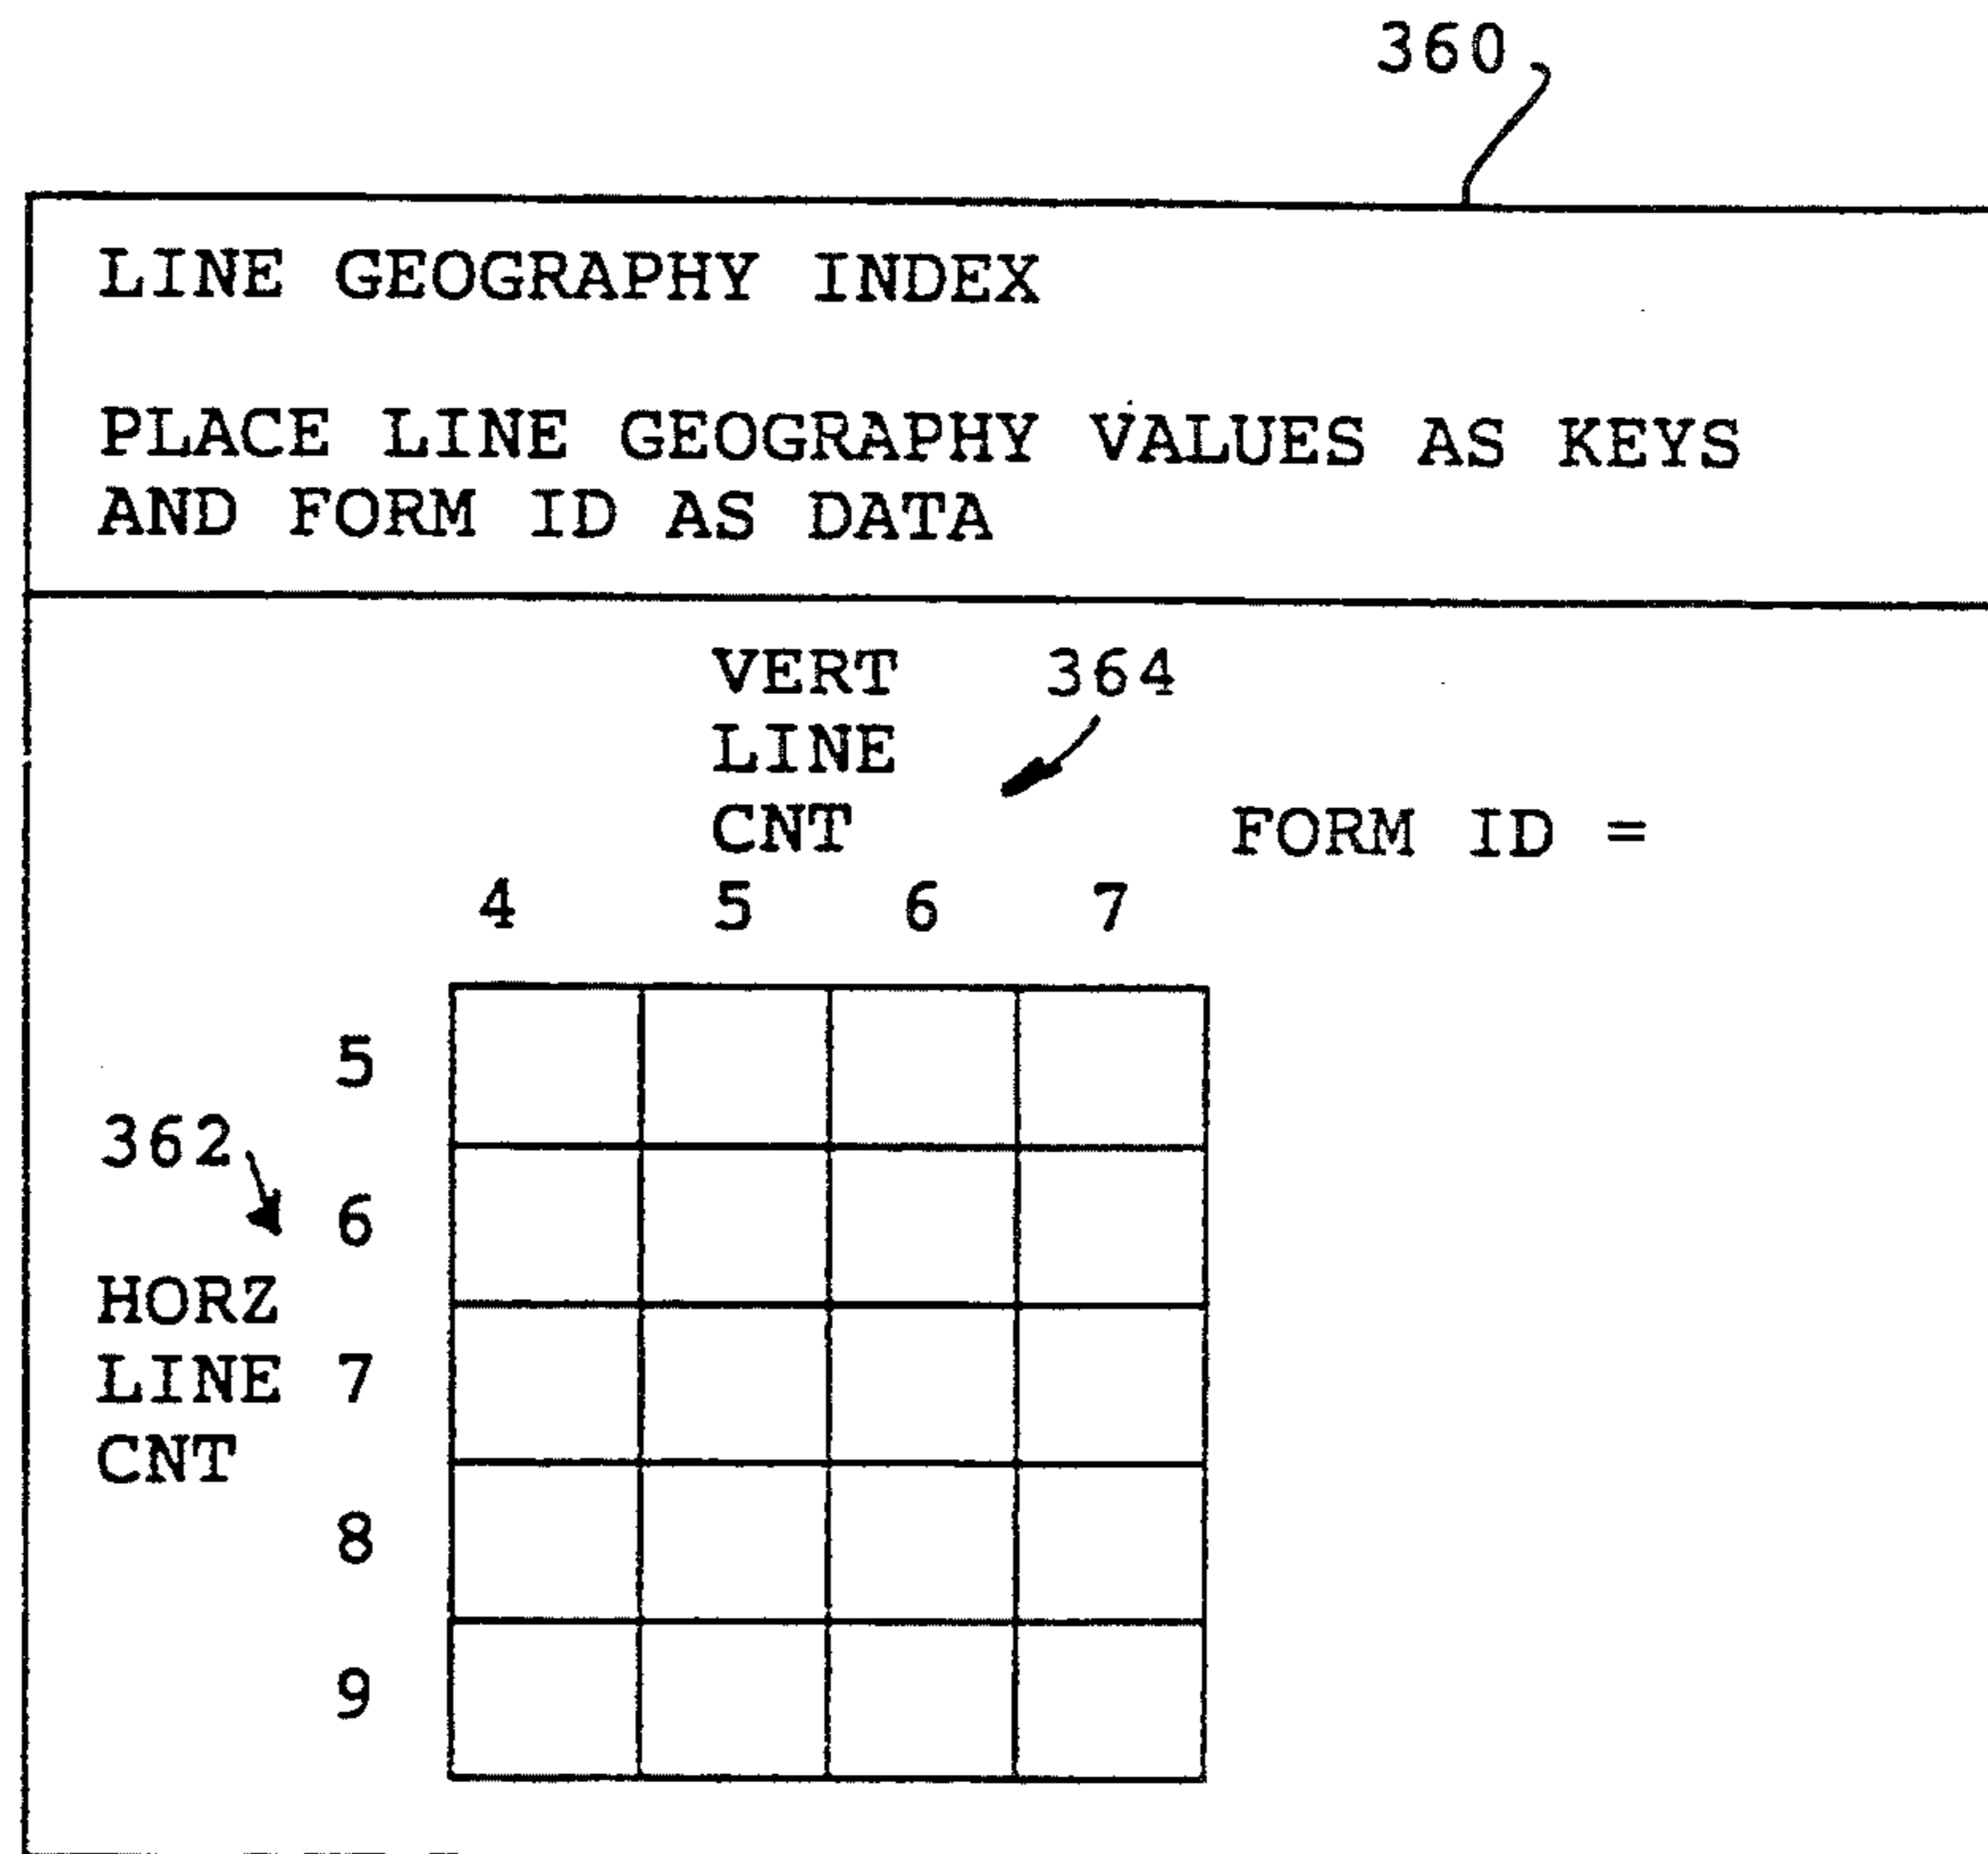 360
LINE GEOGRAPHY INDEX
PLACE LINE GEOGRAPHY VALUES AS KEYS
AND FORM ID AS DATA
VERT 364
LINE
CNT FORM ID =
4 5 6 7
5
362
6
HORZ
LINE 7
CNT
8
9